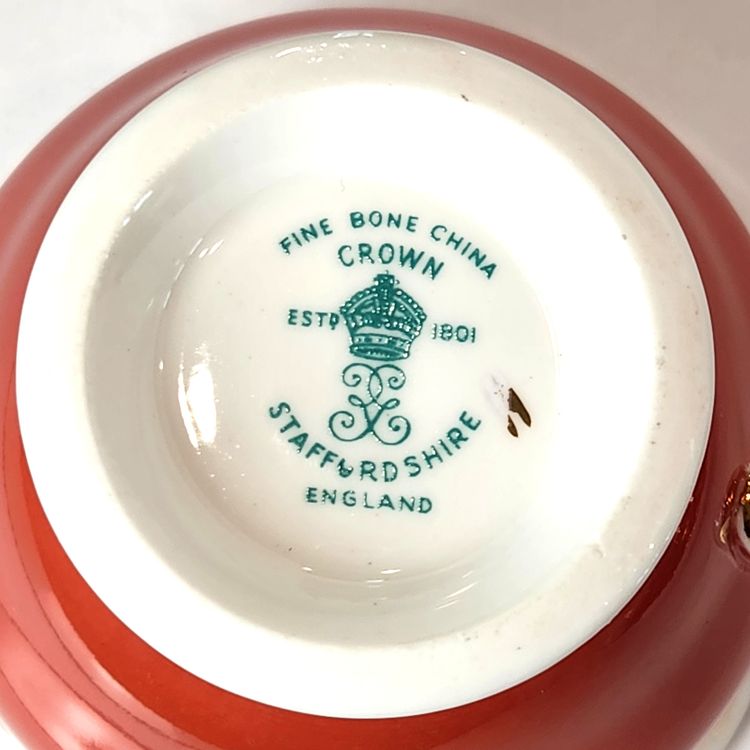 FINE BONE CHINA
CROWN
ESTD 1801
STAFFORDSHIRE
ENGLAND